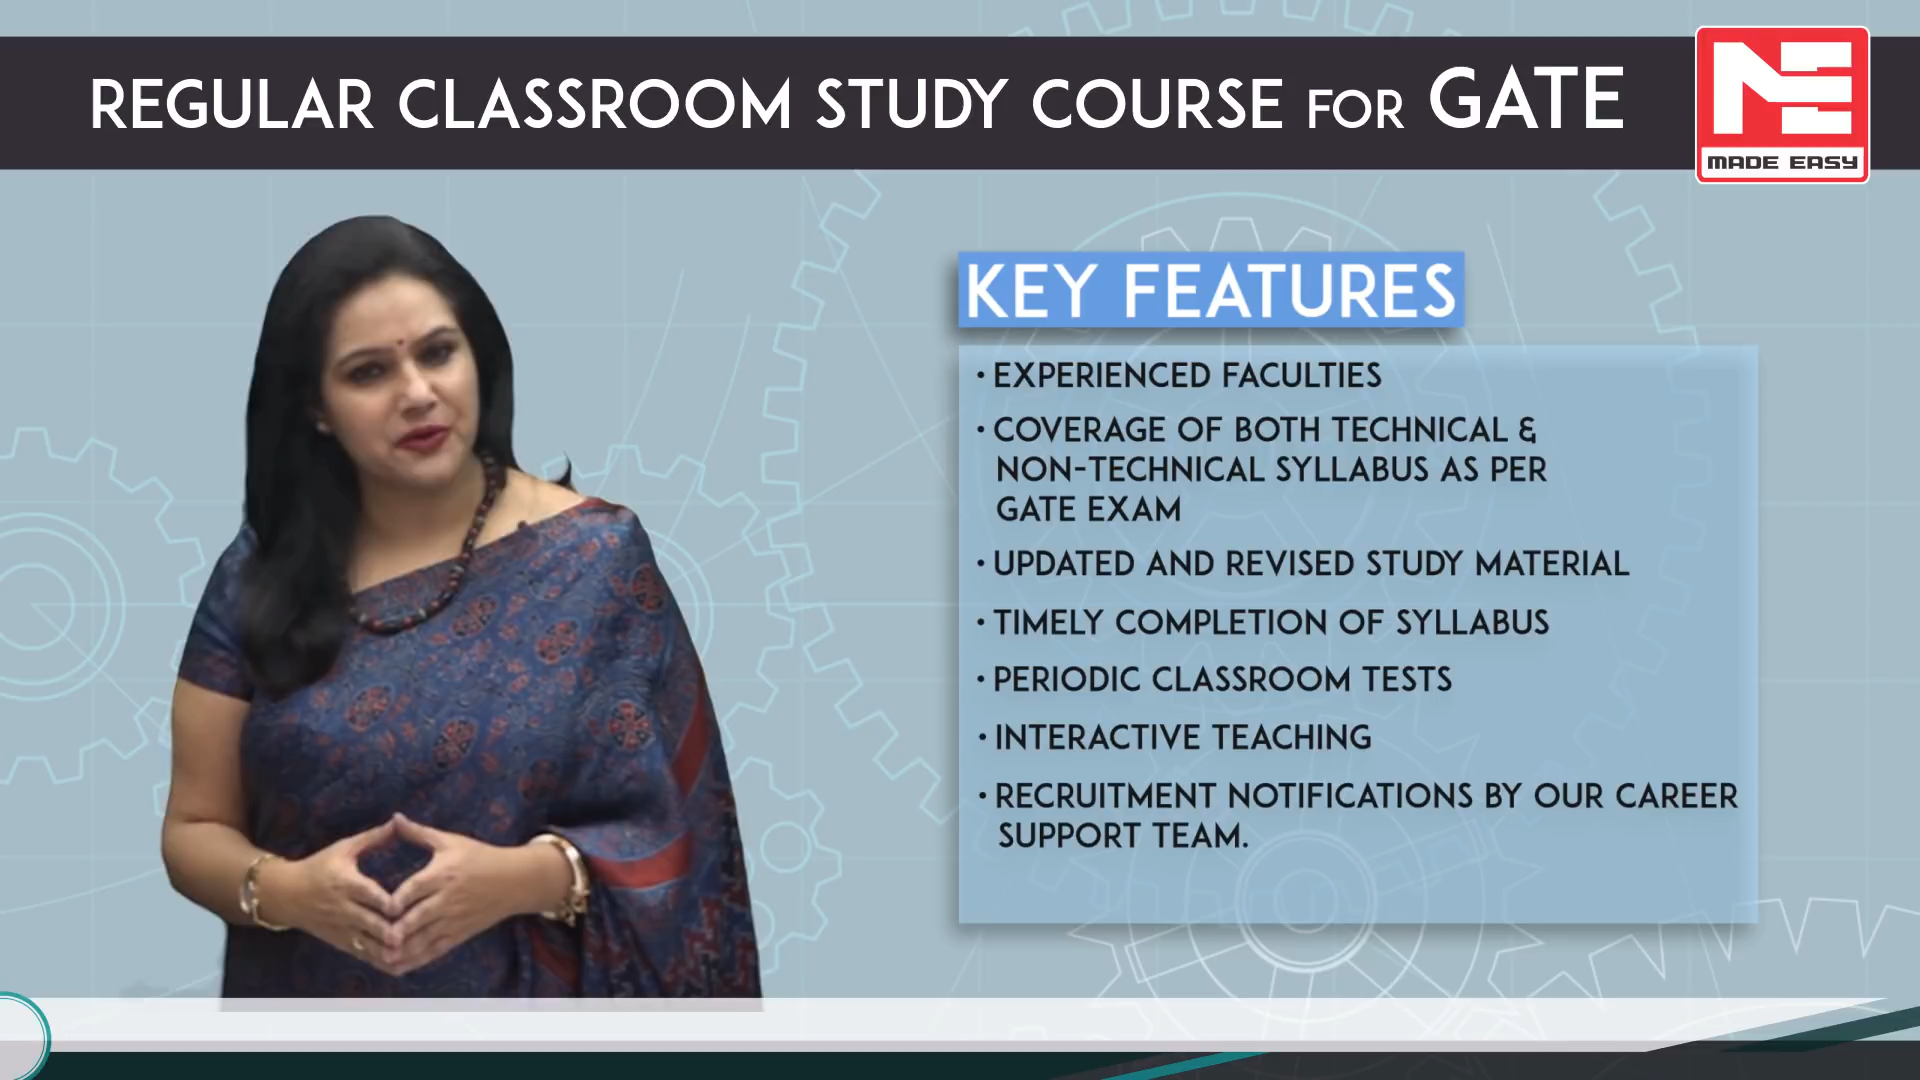 REGULAR CLASSROOM STUDY COURSE FOR GATE
MADE EASY
KEY FEATURES
• EXPERIENCED FACULTIES
• COVERAGE OF BOTH TECHNICAL &
NON-TECHNICAL SYLLABUS AS PER
GATE EXAM
• UPDATED AND REVISED STUDY MATERIAL
• TIMELY COMPLETION OF SYLLABUS
• PERIODIC CLASSROOM TESTS
• INTERACTIVE TEACHING
• RECRUITMENT NOTIFICATIONS BY OUR CAREER
SUPPORT TEAM.